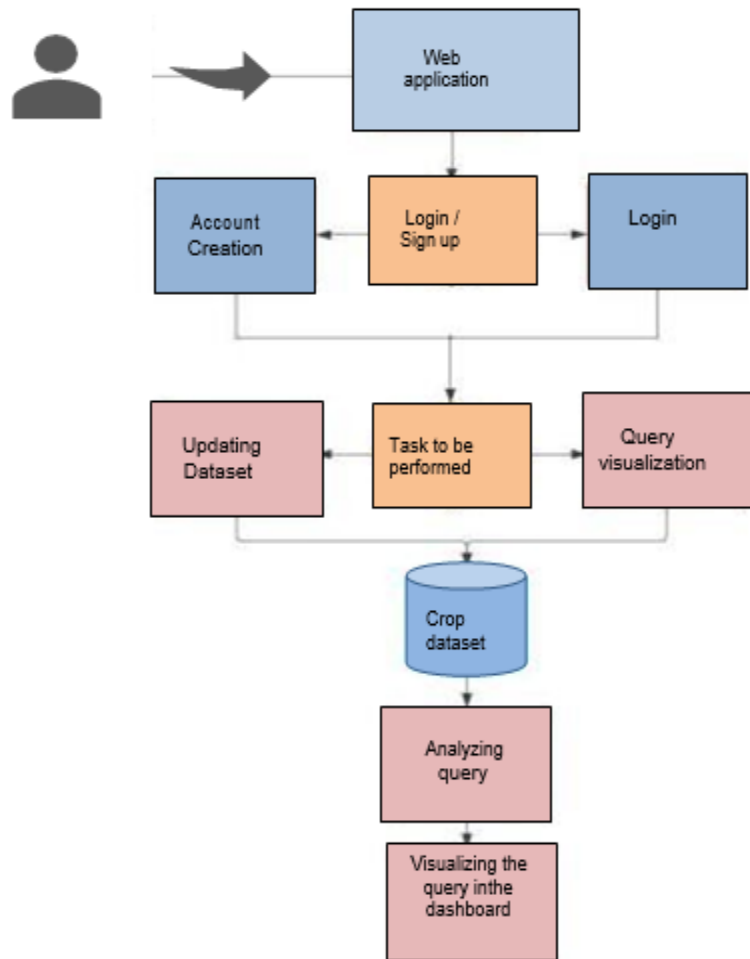 Web
application
Account
Creation
Login /
Sign up
Login
Updating
Dataset
Task to be
performed
Query
visualization
Crop
dataset
Analyzing
query
Visualizing the
query inthe
dashboard